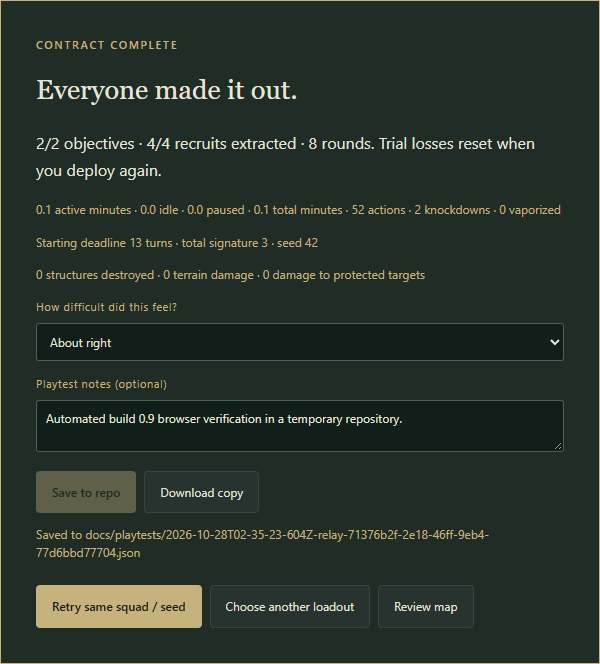 CONTRACT COMPLETE
Everyone made it out.
2/2 objectives · 4/4 recruits extracted · 8 rounds. Trial losses reset when
you deploy again.
0.1 active minutes · 0.0 idle · 0.0 paused · 0.1 total minutes · 52 actions · 2 knockdowns · 0 vaporized
Starting deadline 13 turns · total signature 3 · seed 42
0 structures destroyed · 0 terrain damage · 0 damage to protected targets
How difficult did this feel?
About right
Playtest notes (optional)
Automated build 0.9 browser verification in a temporary repository.
Save to repo
Download copy
Saved to docs/playtests/2026-10-28T02-35-23-604Z-relay-71376b2f-2e18-46ff-9eb4-
77d6bbd77704.json
Retry same squad / seed
Choose another loadout
Review map